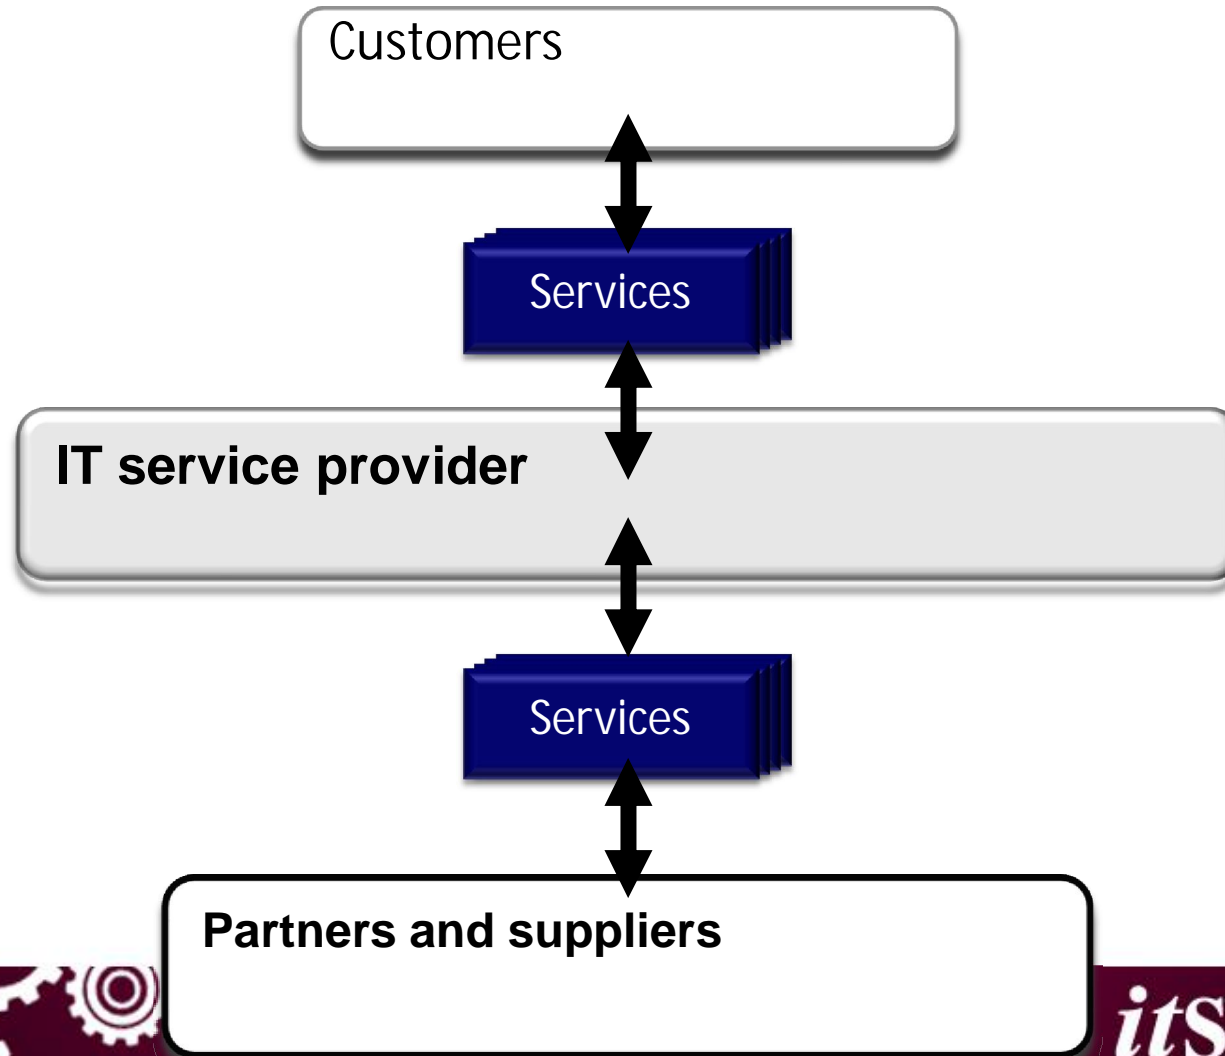 Customers
Services
IT service provider
Services
Partners and suppliers
itS